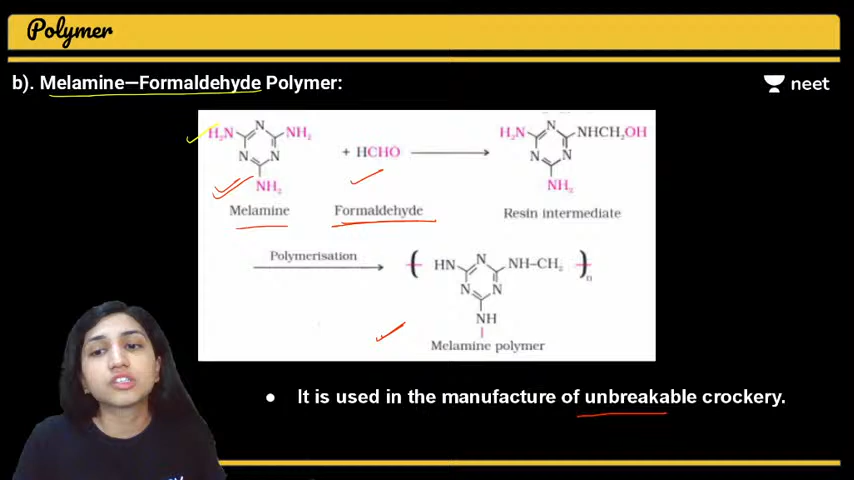 Polymer
b). Melamine—Formaldehyde Polymer:
neet
H₂N N NH₂ N N NH₂
+ HCHO
H₂N N NHCH₂OH N N NH₂
Melamine Formaldehyde Resin intermediate
Polymerisation
( HN N NH–CH₂ )n
N N
NH
Melamine polymer
● It is used in the manufacture of unbreakable crockery.